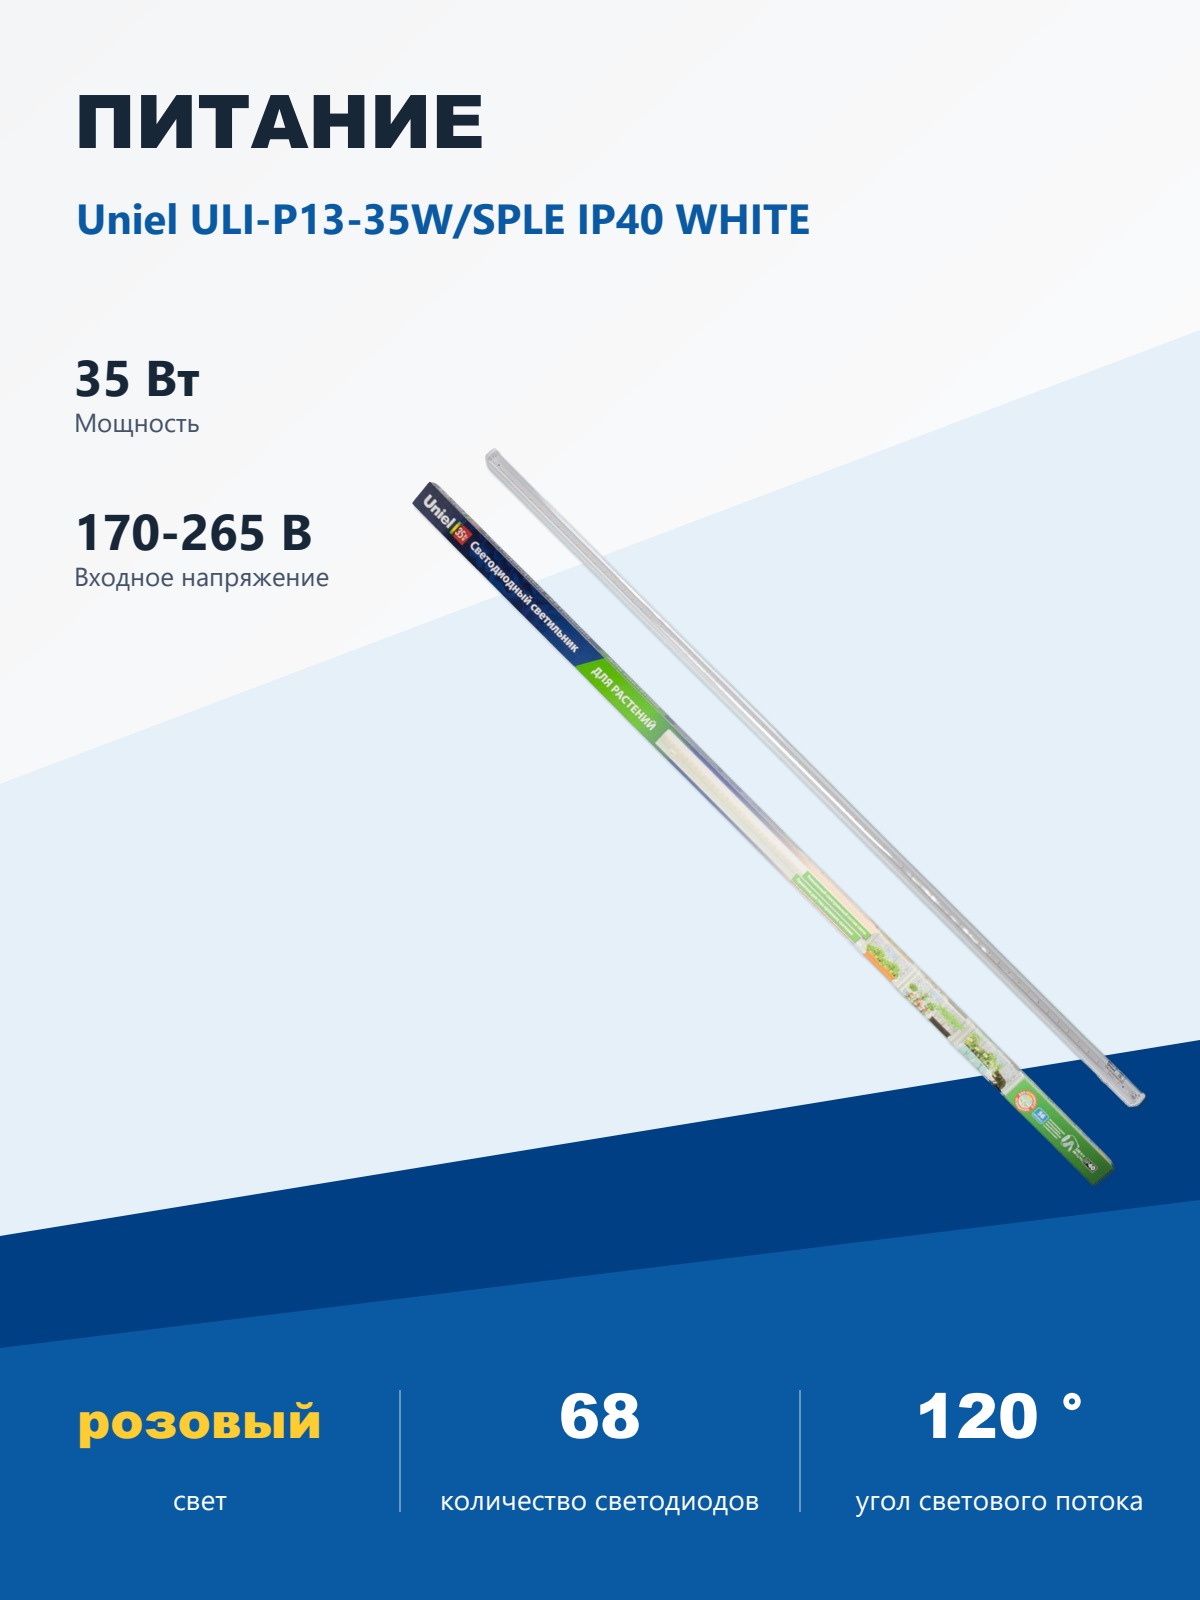 ПИТАНИЕ
Uniel ULI-P13-35W/SPLE IP40 WHITE
35 Вт
Мощность
170-265 В
Входное напряжение
Uniel
Светодиодный светильник
ДЛЯ РАСТЕНИЙ
розовый
свет
68
количество светодиодов
120 °
угол светового потока